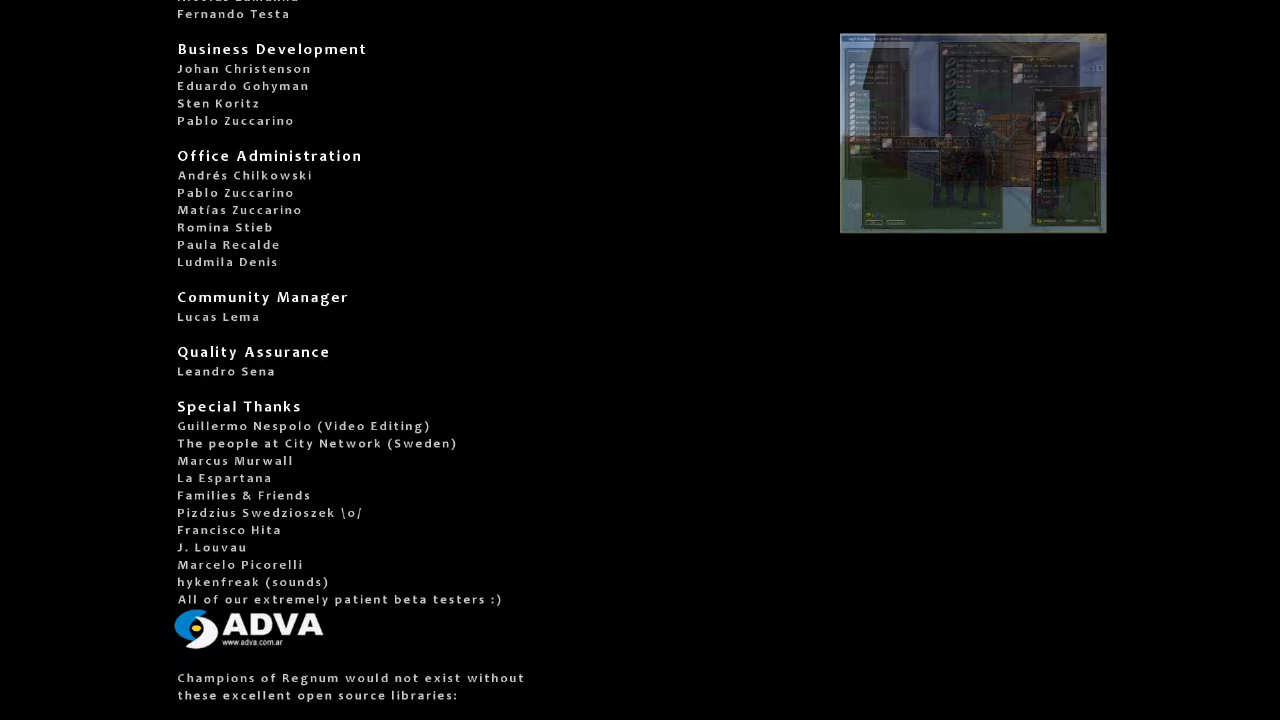 Fernando Testa
Business Development
Johan Christenson
Eduardo Gohyman
Sten Koritz
Pablo Zuccarino
Office Administration
Andrés Chilkowski
Pablo Zuccarino
Matías Zuccarino
Romina Stieb
Paula Recalde
Ludmila Denis
Community Manager
Lucas Lema
Quality Assurance
Leandro Sena
Special Thanks
Guillermo Nespolo (Video Editing)
The people at City Network (Sweden)
Marcus Murwall
La Espartana
Families & Friends
Pizdzius Swedzioszek \o/
Francisco Hita
J. Louvau
Marcelo Picorelli
hykenfreak (sounds)
All of our extremely patient beta testers :)
ADVA
www.adva.com.ar
Champions of Regnum would not exist without
these excellent open source libraries: